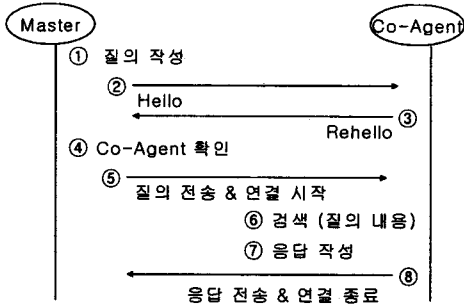 Master
Co-Agent
① 질의 작성
②
Hello
③
Rehello
④ Co-Agent 확인
⑤
질의 전송 & 연결 시작
⑥ 검색 (질의 내용)
⑦ 응답 작성
⑧
응답 전송 & 연결 종료